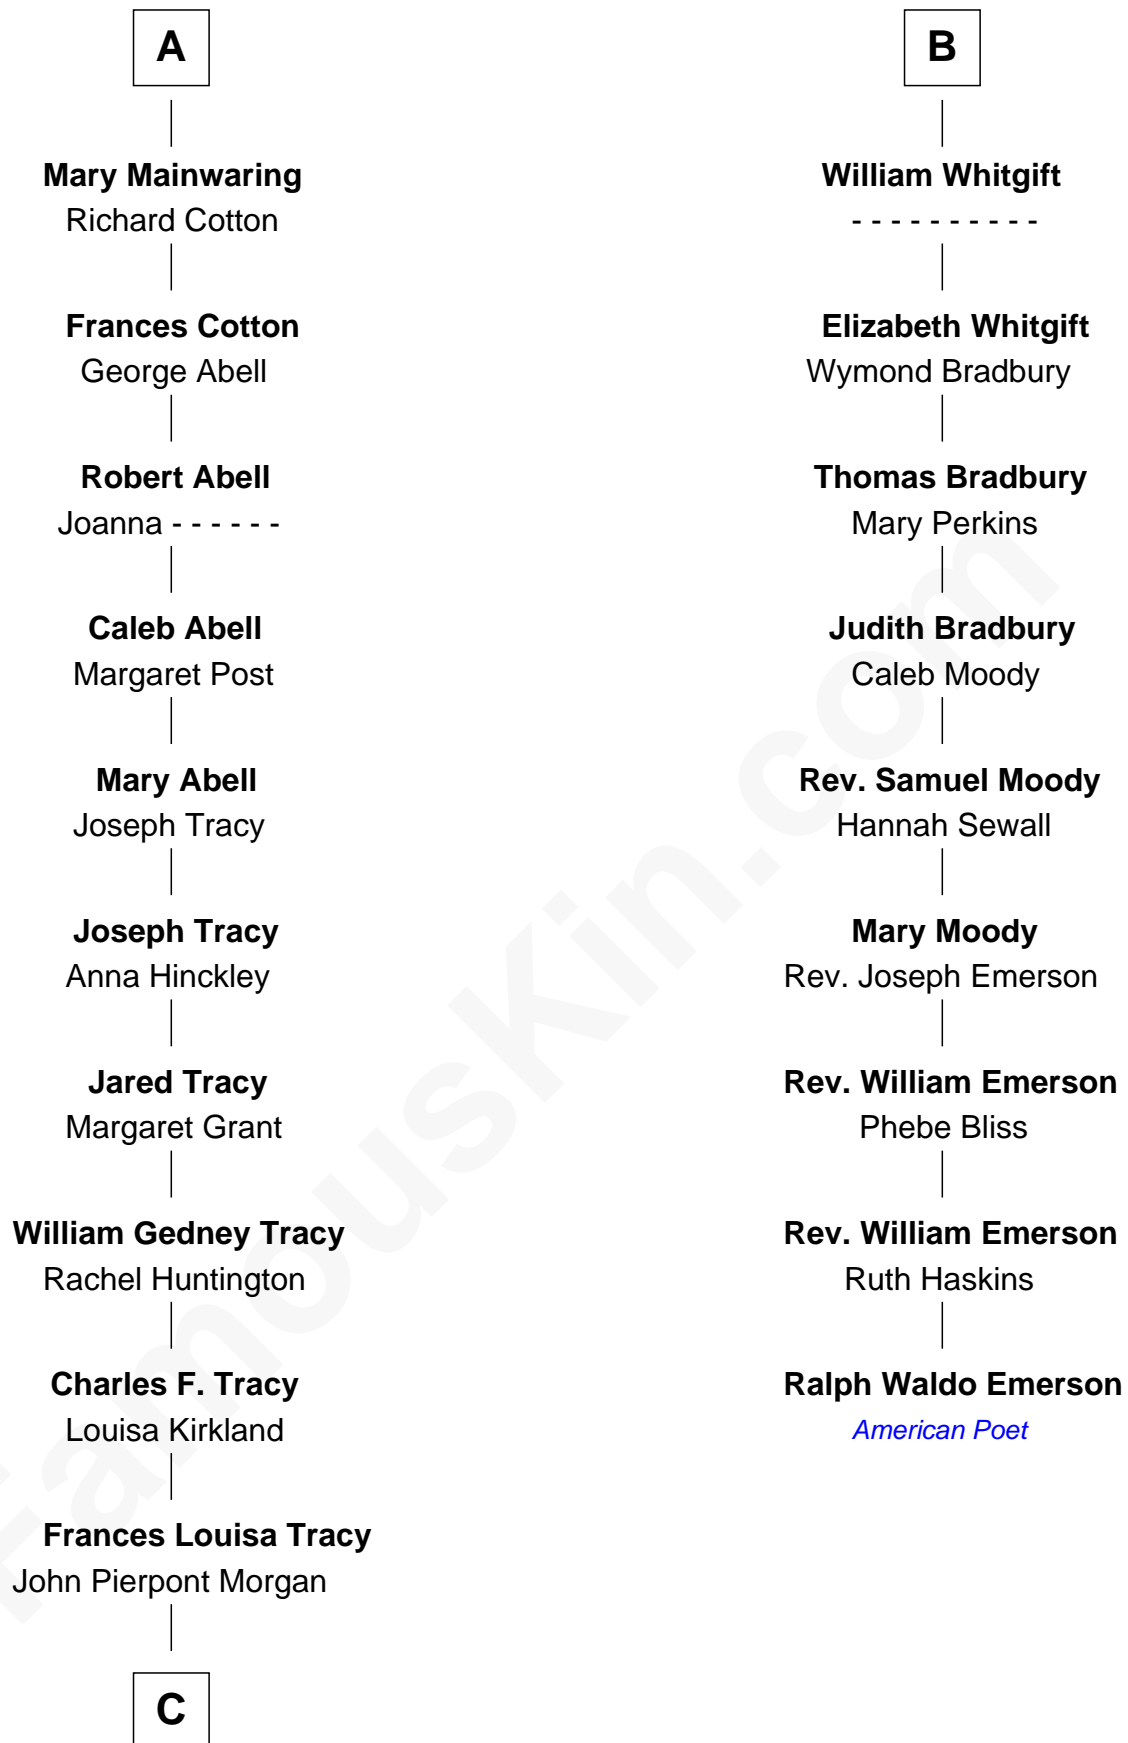 A
Mary Mainwaring
Richard Cotton
Frances Cotton
George Abell
Robert Abell
Joanna - - - - - -
Caleb Abell
Margaret Post
Mary Abell
Joseph Tracy
Joseph Tracy
Anna Hinckley
Jared Tracy
Margaret Grant
William Gedney Tracy
Rachel Huntington
Charles F. Tracy
Louisa Kirkland
Frances Louisa Tracy
John Pierpont Morgan
C
B
William Whitgift
- - - - - - - - - -
Elizabeth Whitgift
Wymond Bradbury
Thomas Bradbury
Mary Perkins
Judith Bradbury
Caleb Moody
Rev. Samuel Moody
Hannah Sewall
Mary Moody
Rev. Joseph Emerson
Rev. William Emerson
Phebe Bliss
Rev. William Emerson
Ruth Haskins
Ralph Waldo Emerson
American Poet
FamousKin.com